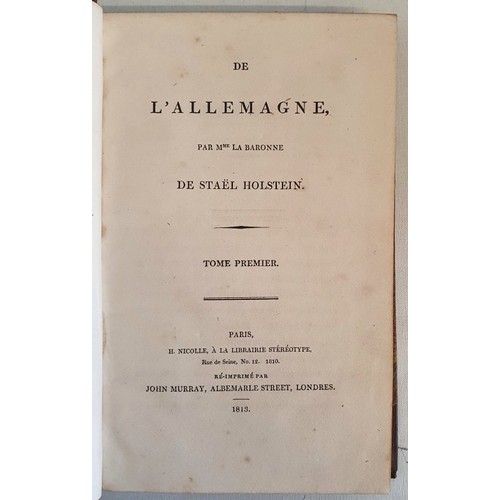 DE
L'ALLEMAGNE,
PAR MME LA BARONNE
DE STAËL HOLSTEIN.
TOME PREMIER.
PARIS,
H. NICOLLE, À LA LIBRAIRIE STÉRÉOTYPE,
Rue de Seine, No. 12. 1810.
RÉ-IMPRIMÉ PAR
JOHN MURRAY, ALBEMARLE STREET, LONDRES.
1813.